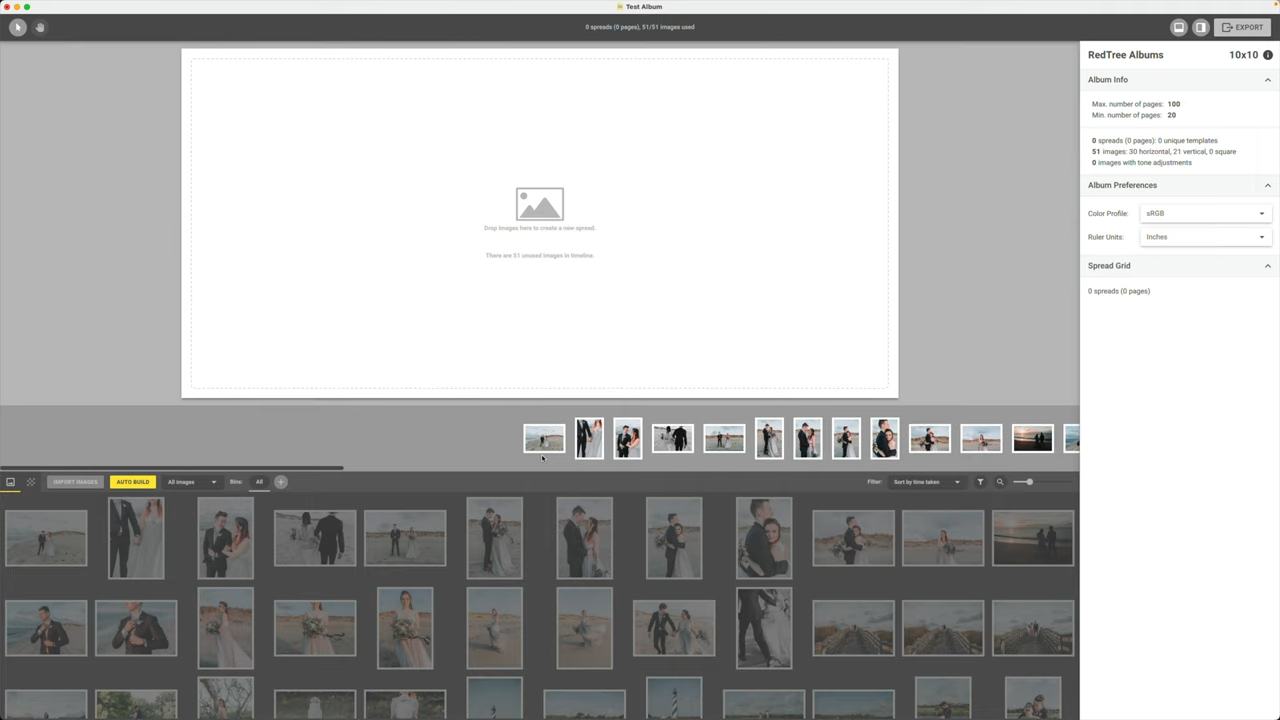 Test Album
0 spreads (0 pages), 51/51 images used
EXPORT
RedTree Albums 10x10
Album Info
Max. number of pages: 100
Min. number of pages: 20
0 spreads (0 pages): 0 unique templates
51 images: 30 horizontal, 21 vertical, 0 square
0 images with tone adjustments
Album Preferences
Color Profile: sRGB
Ruler Units: Inches
Spread Grid
0 spreads (0 pages)
Drop images here to create a new spread.
There are 51 unused images in timeline.
IMPORT IMAGES AUTO BUILD All images Bins: All Filter: Sort by time taken